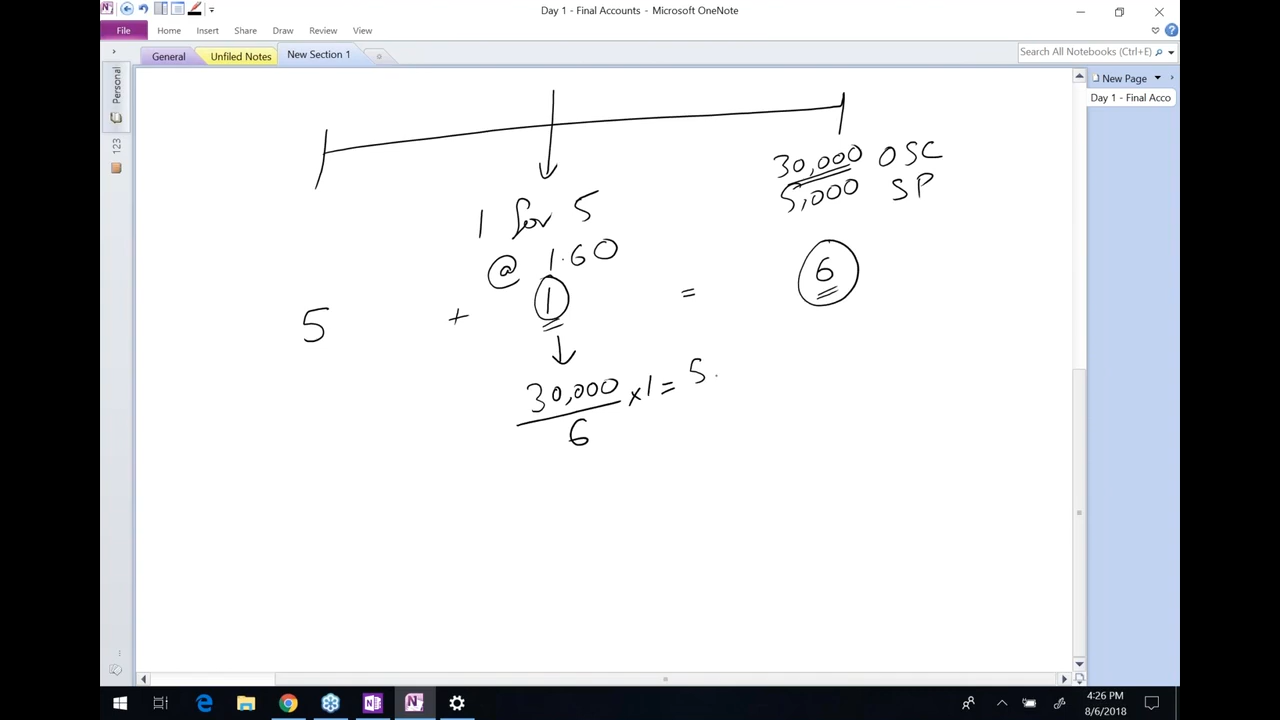 Day 1 - Final Accounts - Microsoft OneNote
File Home Insert Share Draw Review View
General Unfiled Notes New Section 1
Search All Notebooks (Ctrl+E)
New Page
Day 1 - Final Acco
Personal
123
30,000 OSC
5,000 SP
1 for 5
@ 1.60
5 + 1 = 6
30,000
6
×1 = 5.
4:26 PM
8/6/2018